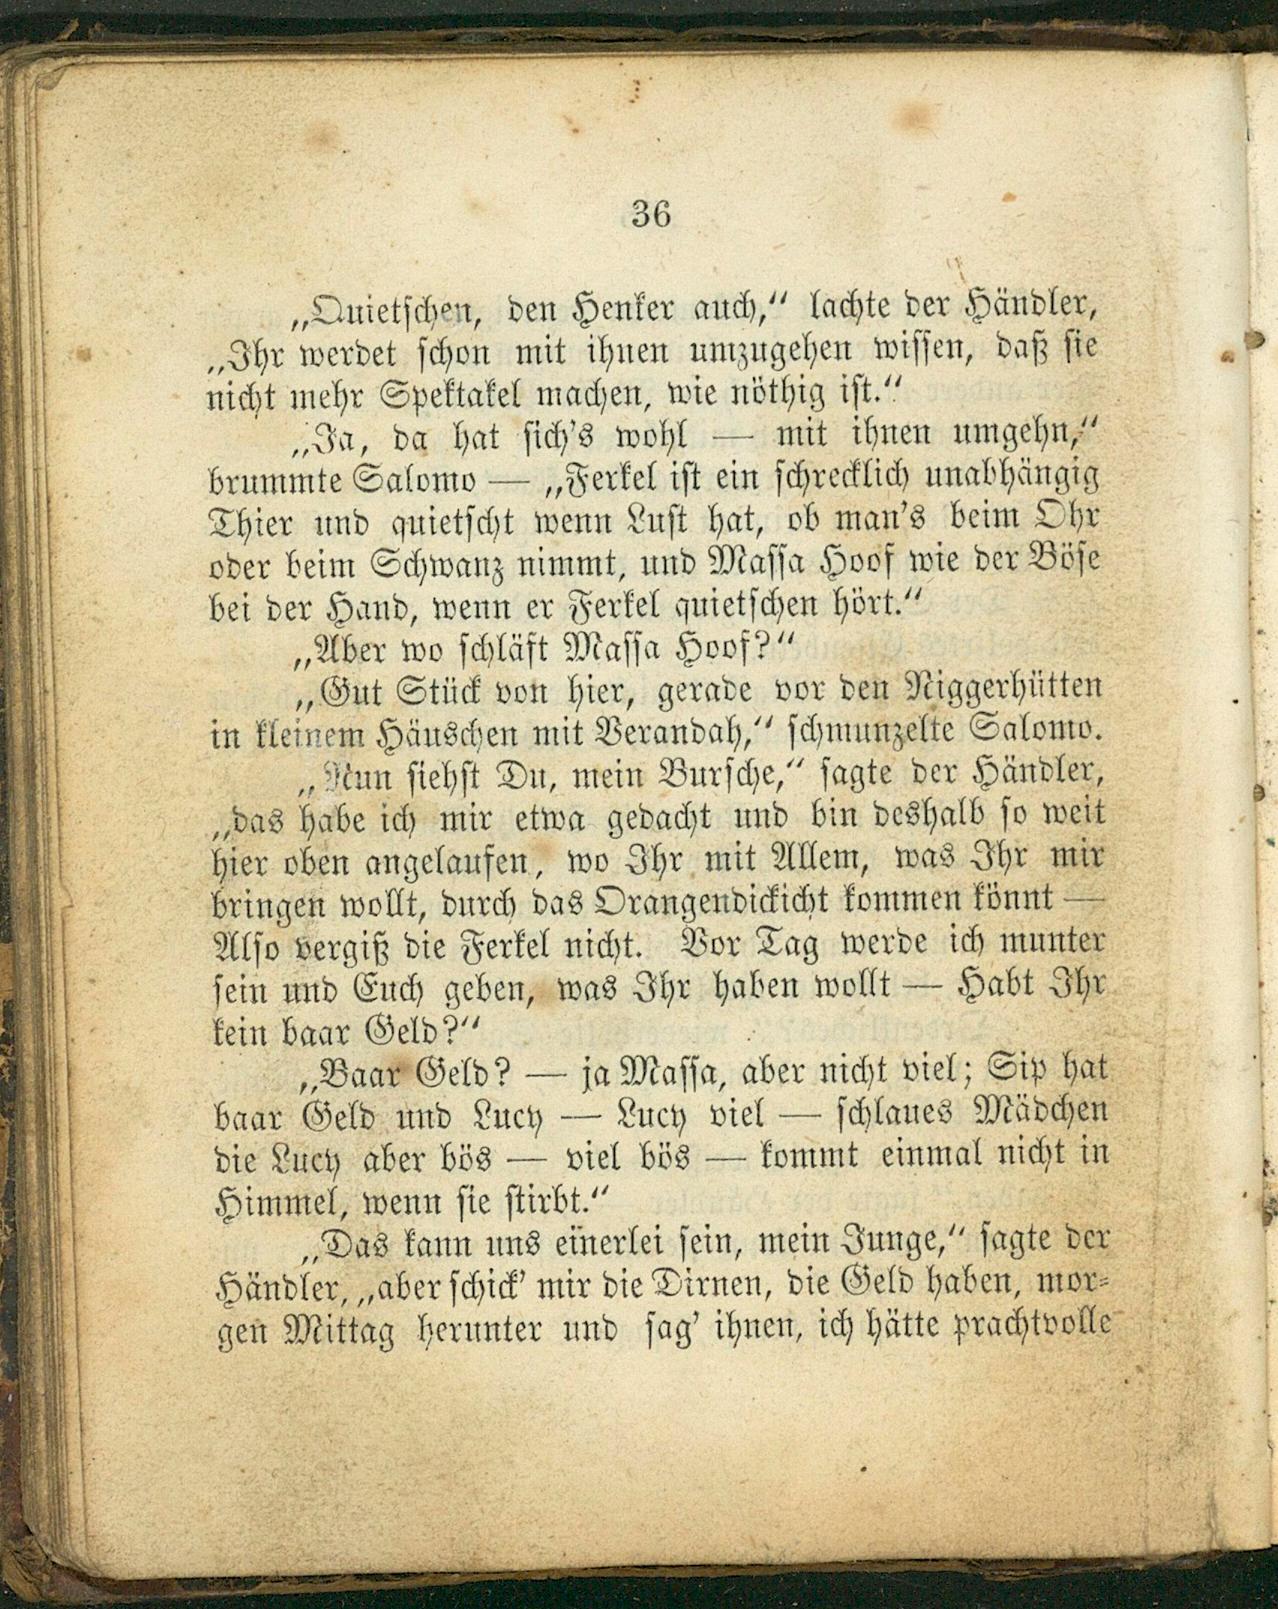 36
„Quietschen, den Henker auch,“ lachte der Händler,
„Ihr werdet schon mit ihnen umzugehen wissen, daß sie
nicht mehr Spektakel machen, wie nöthig ist.“
„Ja, da hat sich’s wohl — mit ihnen umgehn,“
brummte Salomo — „Ferkel ist ein schrecklich unabhängig
Thier und quietscht wenn Lust hat, ob man’s beim Ohr
oder beim Schwanz nimmt, und Massa Hoof wie der Böse
bei der Hand, wenn er Ferkel quietschen hört.“
„Aber wo schläft Massa Hoof?“
„Gut Stück von hier, gerade vor den Niggerhütten
in kleinem Häuschen mit Verandah,“ schmunzelte Salomo.
„Nun siehst Du, mein Bursche,“ sagte der Händler,
„das habe ich mir etwa gedacht und bin deshalb so weit
hier oben angelaufen, wo Ihr mit Allem, was Ihr mir
bringen wollt, durch das Orangendickicht kommen könnt —
Also vergiß die Ferkel nicht. Vor Tag werde ich munter
sein und Euch geben, was Ihr haben wollt — Habt Ihr
kein baar Geld?“
„Baar Geld? — ja Massa, aber nicht viel; Sip hat
baar Geld und Lucy — Lucy viel — schlaues Mädchen
die Lucy aber bös — viel bös — kommt einmal nicht in
Himmel, wenn sie stirbt.“
„Das kann uns einerlei sein, mein Junge,“ sagte der
Händler, „aber schick’ mir die Dirnen, die Geld haben, mor-
gen Mittag herunter und sag’ ihnen, ich hätte prachtvolle